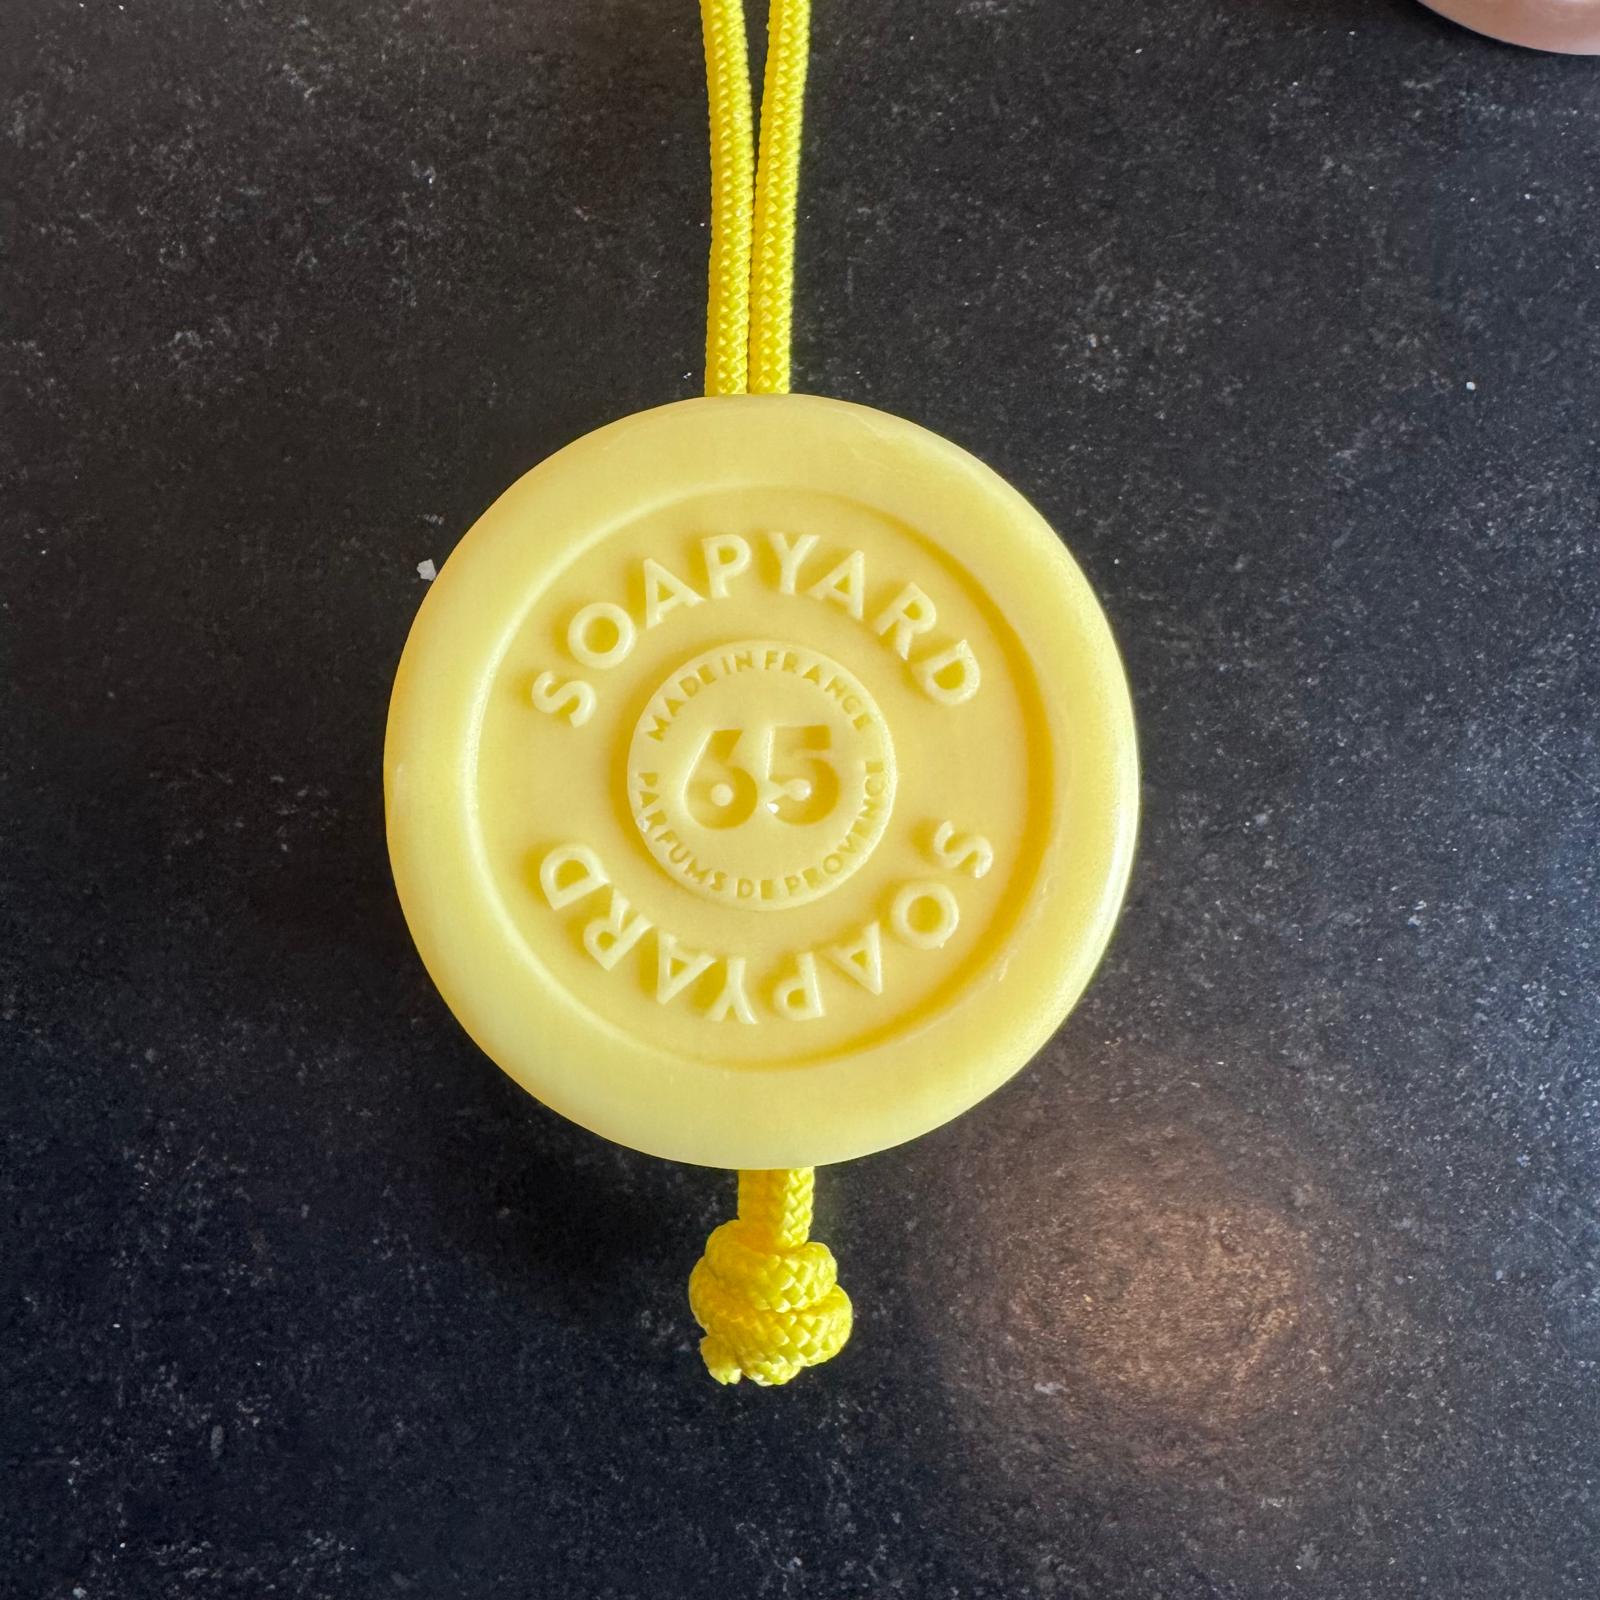 SOAPYARD
MADE IN FRANCE
65
PARFUMS DE PROVENCE
SOAPYARD